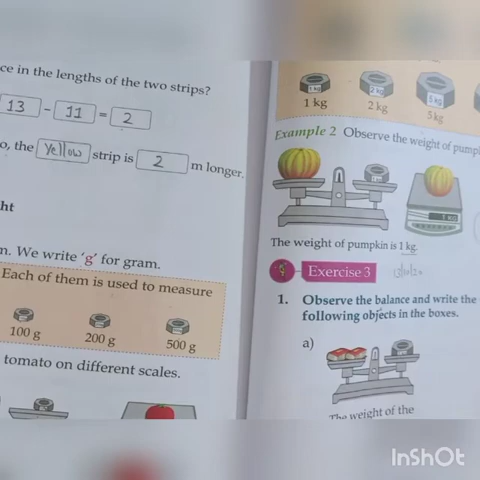 ce in the lengths of the two strips?
13 - 11 = 2
o, the Yellow strip is 2 m longer.
ht
n. We write 'g' for gram.
Each of them is used to measure
100 g 200 g 500 g
tomato on different scales.
1 kg 2 kg 5 kg
Example 2 Observe the weight of pump
The weight of pumpkin is 1 kg.
Exercise 3
1. Observe the balance and write the
following objects in the boxes.
a)
The weight of the
InShOt